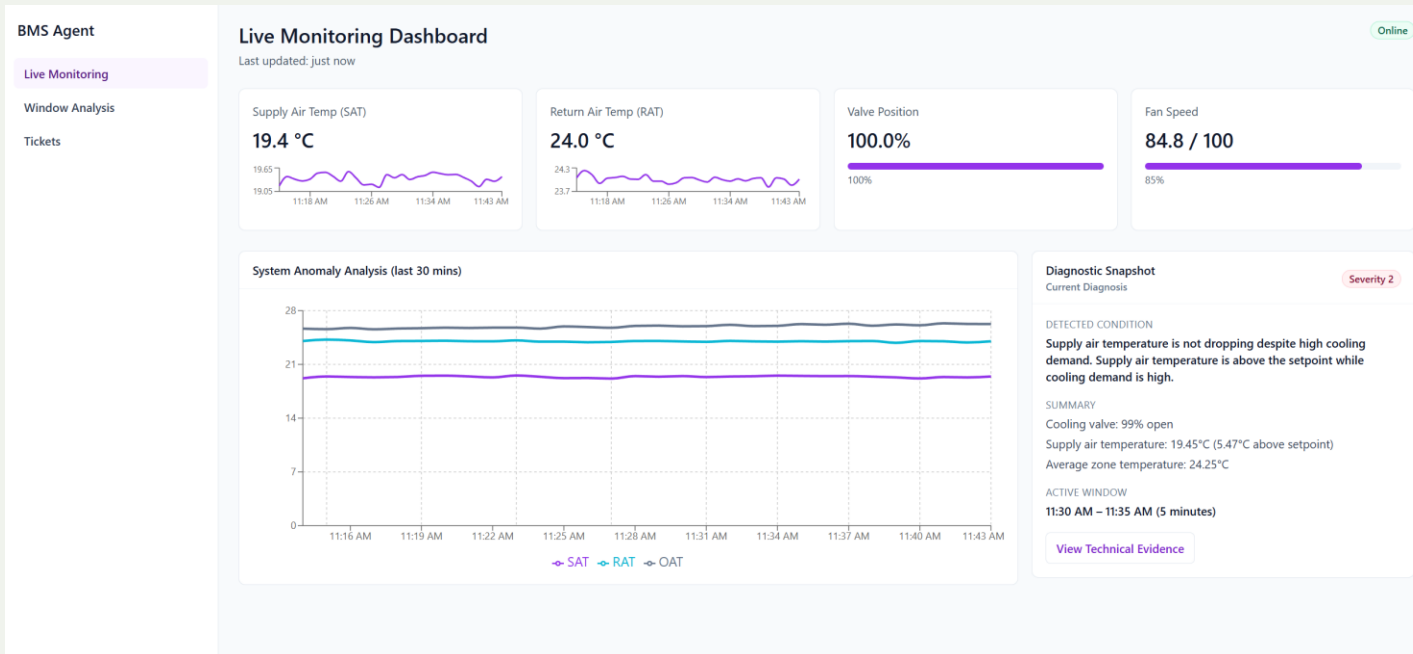 BMS Agent
Live Monitoring
Window Analysis
Tickets
Live Monitoring Dashboard
Last updated: just now
Online
Supply Air Temp (SAT)
19.4 °C
19.65
19.05
11:18 AM 11:26 AM 11:34 AM 11:43 AM
Return Air Temp (RAT)
24.0 °C
24.3
23.7
11:18 AM 11:26 AM 11:34 AM 11:43 AM
Valve Position
100.0%
100%
Fan Speed
84.8 / 100
85%
System Anomaly Analysis (last 30 mins)
28
21
14
7
0
11:16 AM 11:19 AM 11:22 AM 11:25 AM 11:28 AM 11:31 AM 11:34 AM 11:37 AM 11:40 AM 11:43 AM
SAT RAT OAT
Diagnostic Snapshot
Current Diagnosis
Severity 2
DETECTED CONDITION
Supply air temperature is not dropping despite high cooling
demand. Supply air temperature is above the setpoint while
cooling demand is high.
SUMMARY
Cooling valve: 99% open
Supply air temperature: 19.45°C (5.47°C above setpoint)
Average zone temperature: 24.25°C
ACTIVE WINDOW
11:30 AM – 11:35 AM (5 minutes)
View Technical Evidence